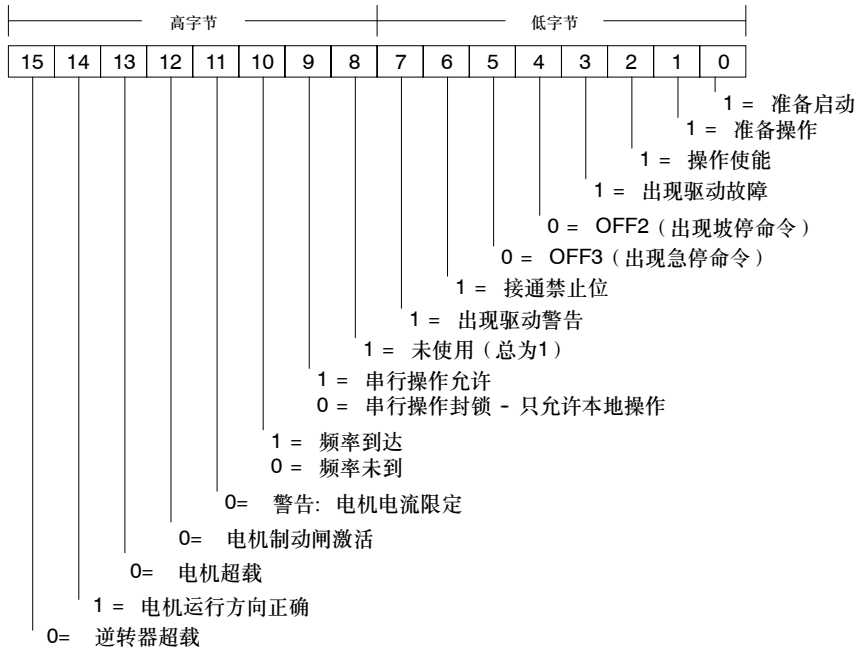 高字节 低字节
15 14 13 12 11 10 9 8 7 6 5 4 3 2 1 0
1 = 准备启动
1 = 准备操作
1 = 操作使能
1 = 出现驱动故障
0 = OFF2（出现坡停命令）
0 = OFF3（出现急停命令）
1 = 接通禁止位
1 = 出现驱动警告
1 = 未使用（总为1）
1 = 串行操作允许
0 = 串行操作封锁 - 只允许本地操作
1 = 频率到达
0 = 频率未到
0= 警告: 电机电流限定
0= 电机制动闸激活
0= 电机超载
1 = 电机运行方向正确
0= 逆转器超载